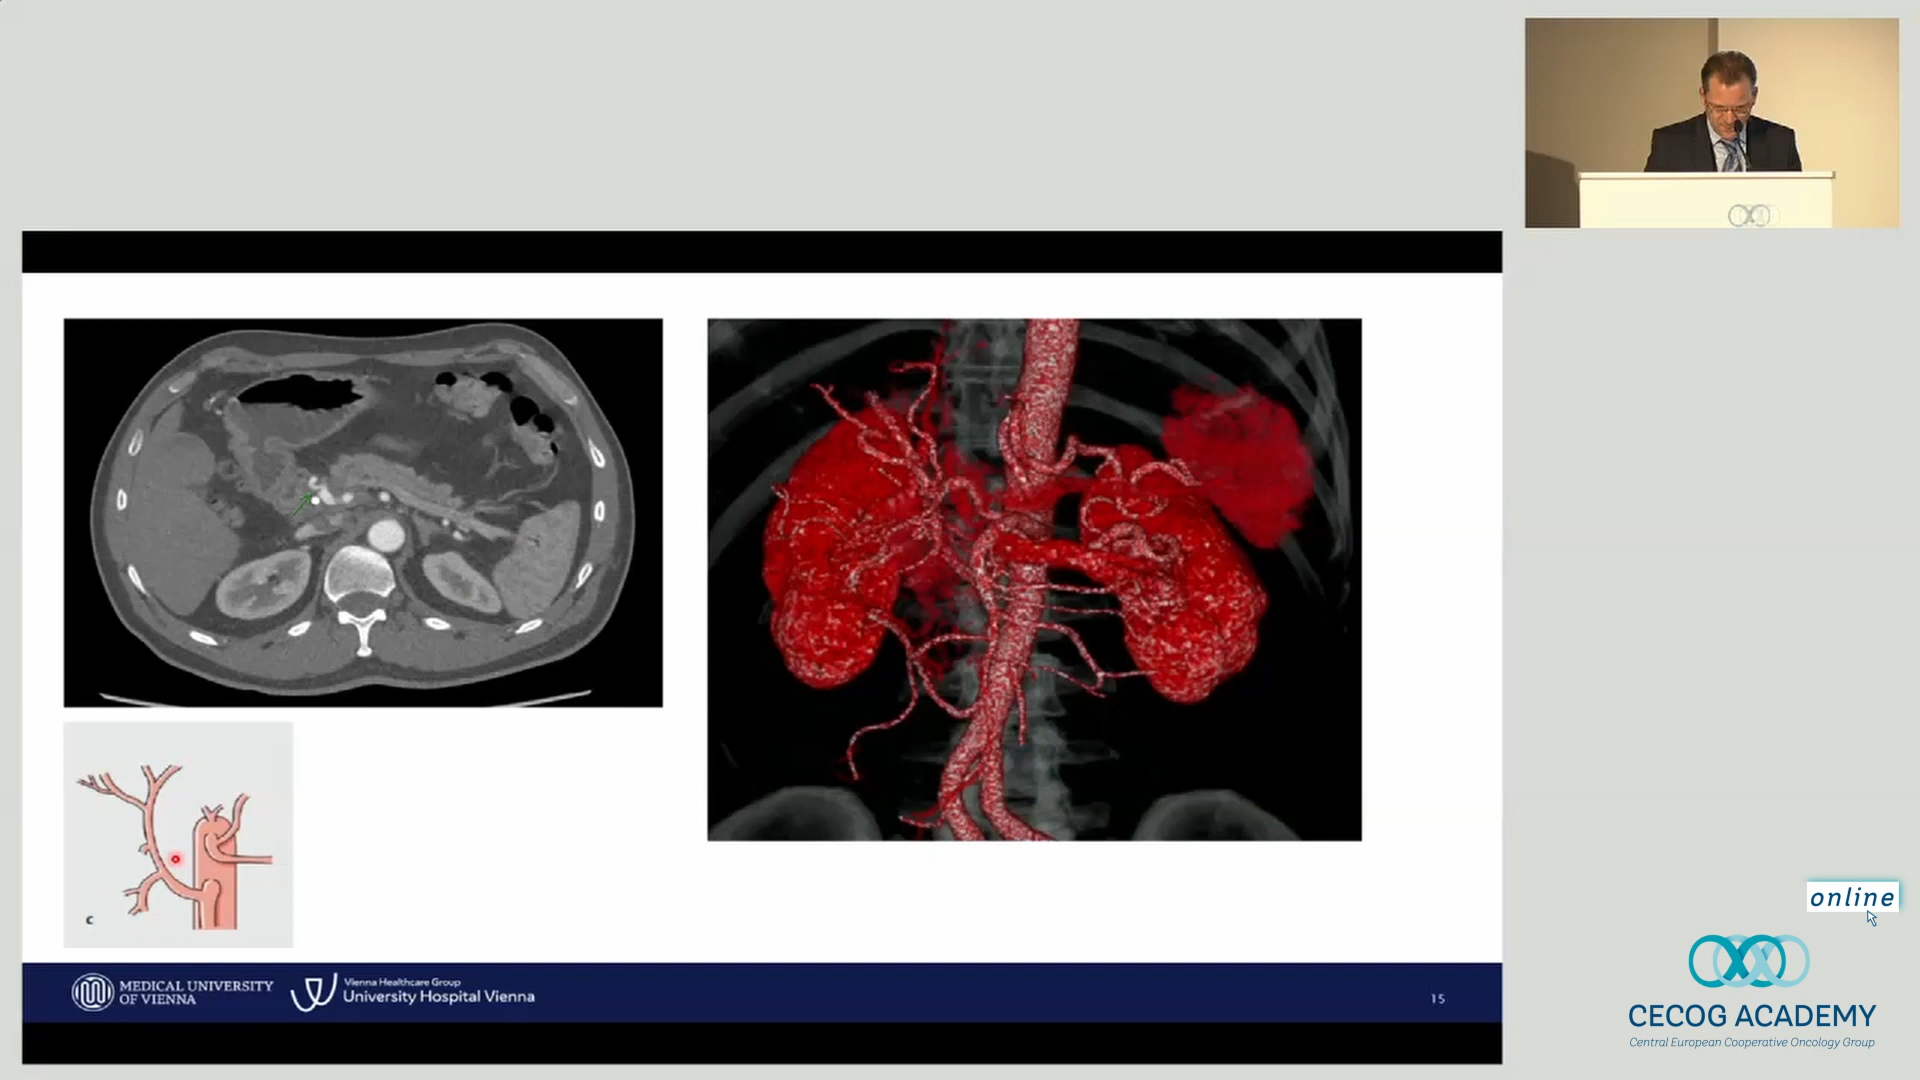 c
MEDICAL UNIVERSITY
OF VIENNA
Vienna Healthcare Group
University Hospital Vienna
15
online
CECOG ACADEMY
Central European Cooperative Oncology Group